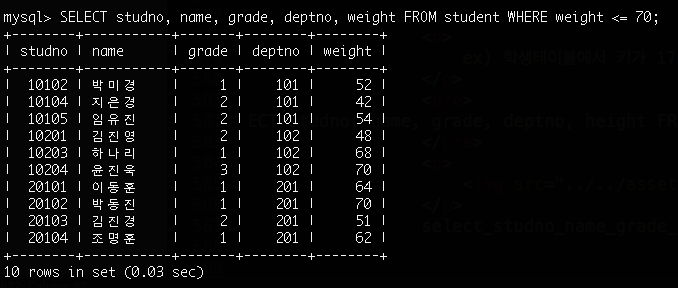 mysql> SELECT studno, name, grade, deptno, weight FROM student WHERE weight <= 70;
+--------+--------+-------+--------+--------+
| studno | name | grade | deptno | weight |
+--------+--------+-------+--------+--------+
| 10102 | 박미경 | 1 | 101 | 52 |
| 10104 | 지은경 | 2 | 101 | 42 |
| 10105 | 임유진 | 2 | 101 | 54 |
| 10201 | 김진영 | 2 | 102 | 48 |
| 10203 | 하나리 | 1 | 102 | 68 |
| 10204 | 윤진욱 | 3 | 102 | 70 |
| 20101 | 이동훈 | 1 | 201 | 64 |
| 20102 | 박동진 | 1 | 201 | 70 |
| 20103 | 김진경 | 2 | 201 | 51 |
| 20104 | 조명훈 | 1 | 201 | 62 |
+--------+--------+-------+--------+--------+
10 rows in set (0.03 sec)